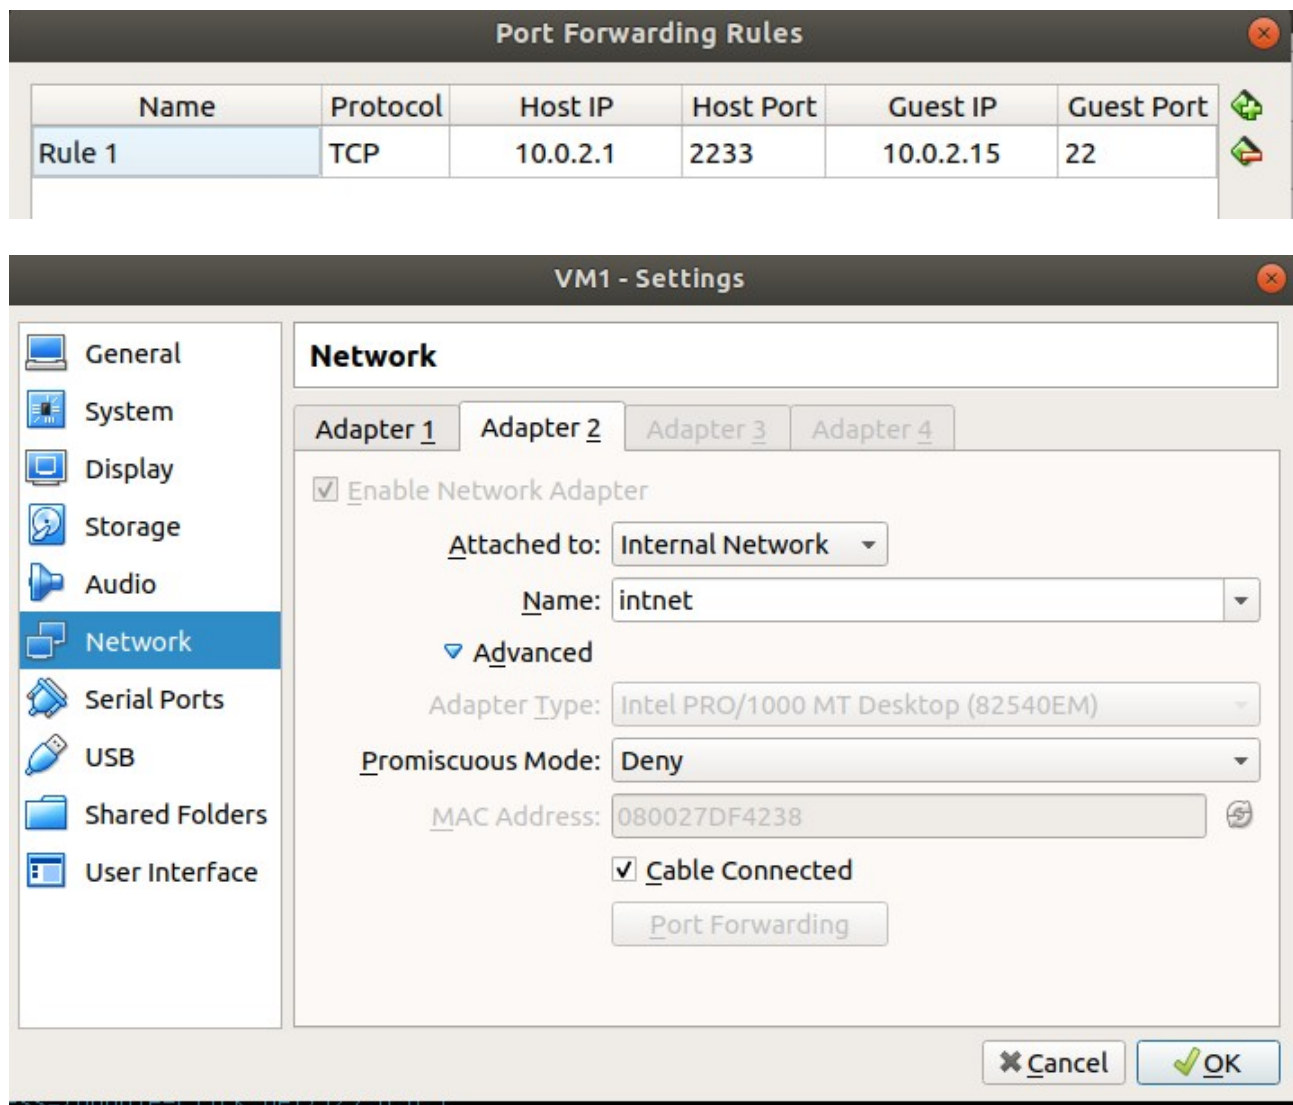 Port Forwarding Rules
Name Protocol Host IP Host Port Guest IP Guest Port
Rule 1 TCP 10.0.2.1 2233 10.0.2.15 22
VM1 - Settings
General
System
Display
Storage
Audio
Network
Serial Ports
USB
Shared Folders
User Interface
Network
Adapter 1 Adapter 2 Adapter 3 Adapter 4
Enable Network Adapter
Attached to: Internal Network
Name: intnet
Advanced
Adapter Type: Intel PRO/1000 MT Desktop (82540EM)
Promiscuous Mode: Deny
MAC Address: 080027DF4238
Cable Connected
Port Forwarding
Cancel OK